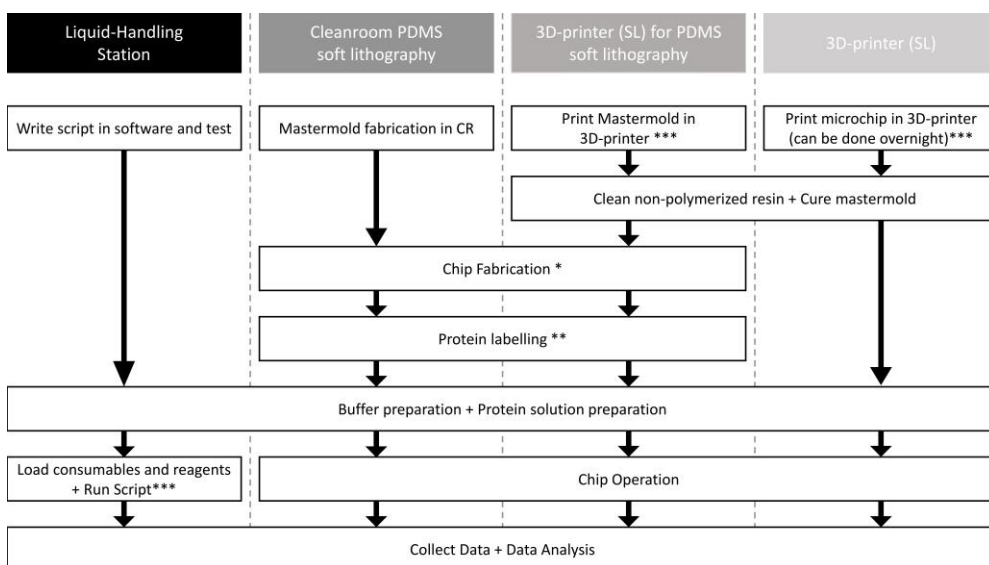 Liquid-Handling
Station
Cleanroom PDMS
soft lithography
3D-printer (SL) for PDMS
soft lithography
3D-printer (SL)
Write script in software and test
Mastermold fabrication in CR
Print Mastermold in
3D-printer ***
Print microchip in 3D-printer
(can be done overnight)***
Clean non-polymerized resin + Cure mastermold
Chip Fabrication *
Protein labelling **
Buffer preparation + Protein solution preparation
Load consumables and reagents
+ Run Script***
Chip Operation
Collect Data + Data Analysis